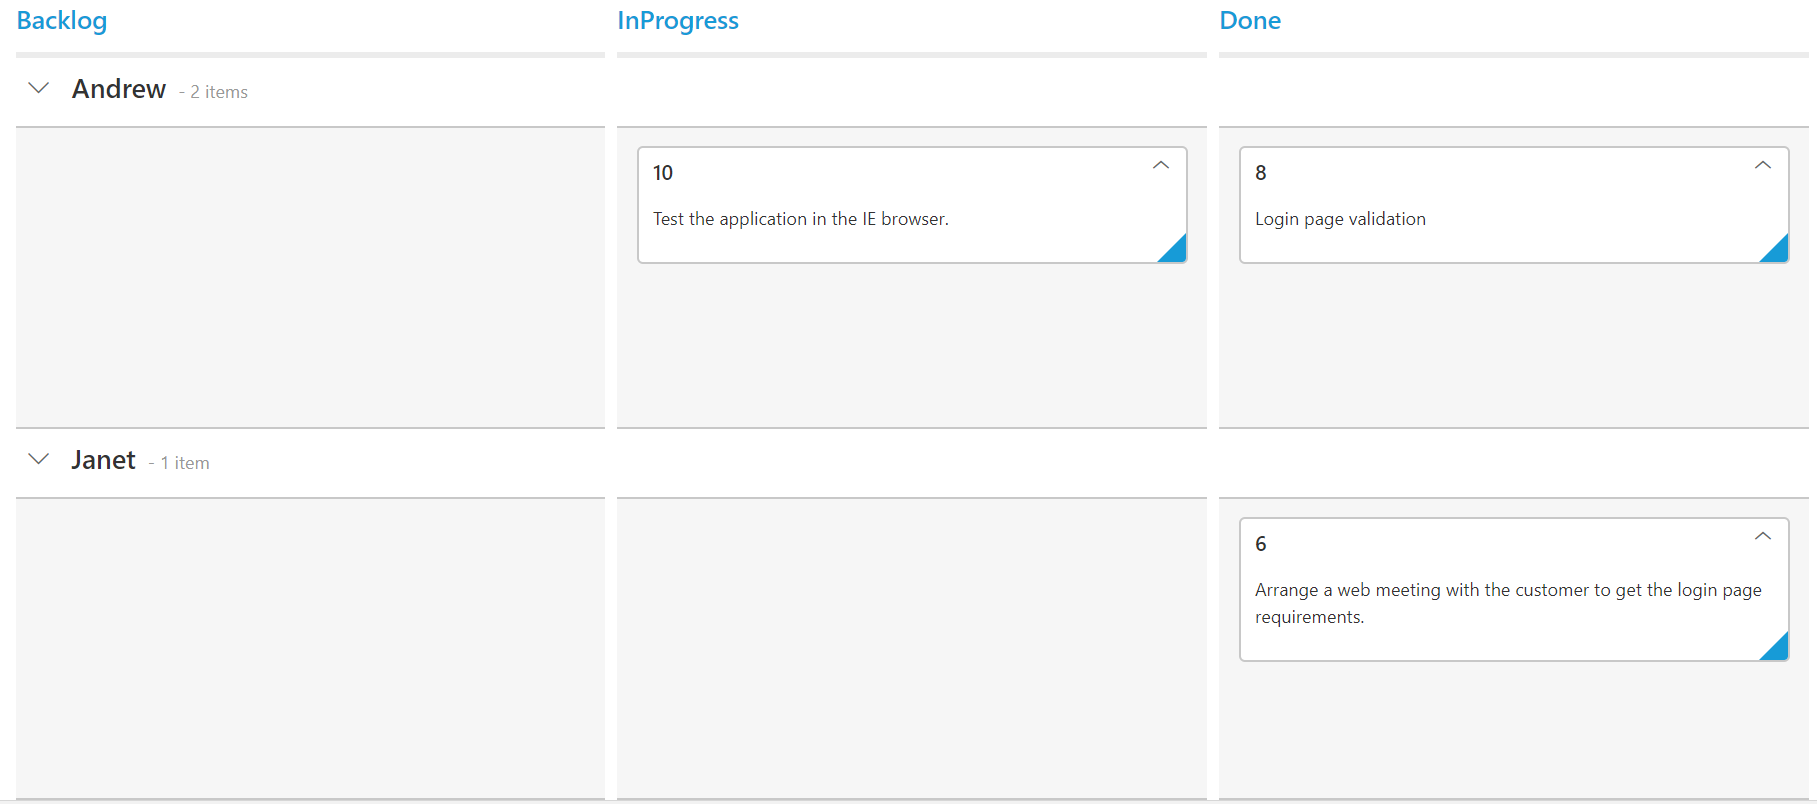 Backlog InProgress Done
Andrew - 2 items
10
Test the application in the IE browser.
8
Login page validation
Janet - 1 item
6
Arrange a web meeting with the customer to get the login page
requirements.